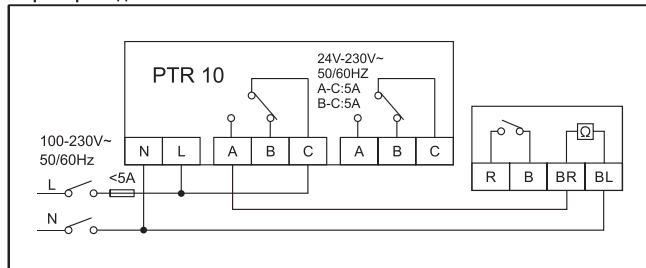 24V-230V~
PTR 10
50/60HZ
A-C:5A
B-C:5A
100-230V~
50/60Hz
N L A B C A B C
Ω
R B BR BL
L <5A
N